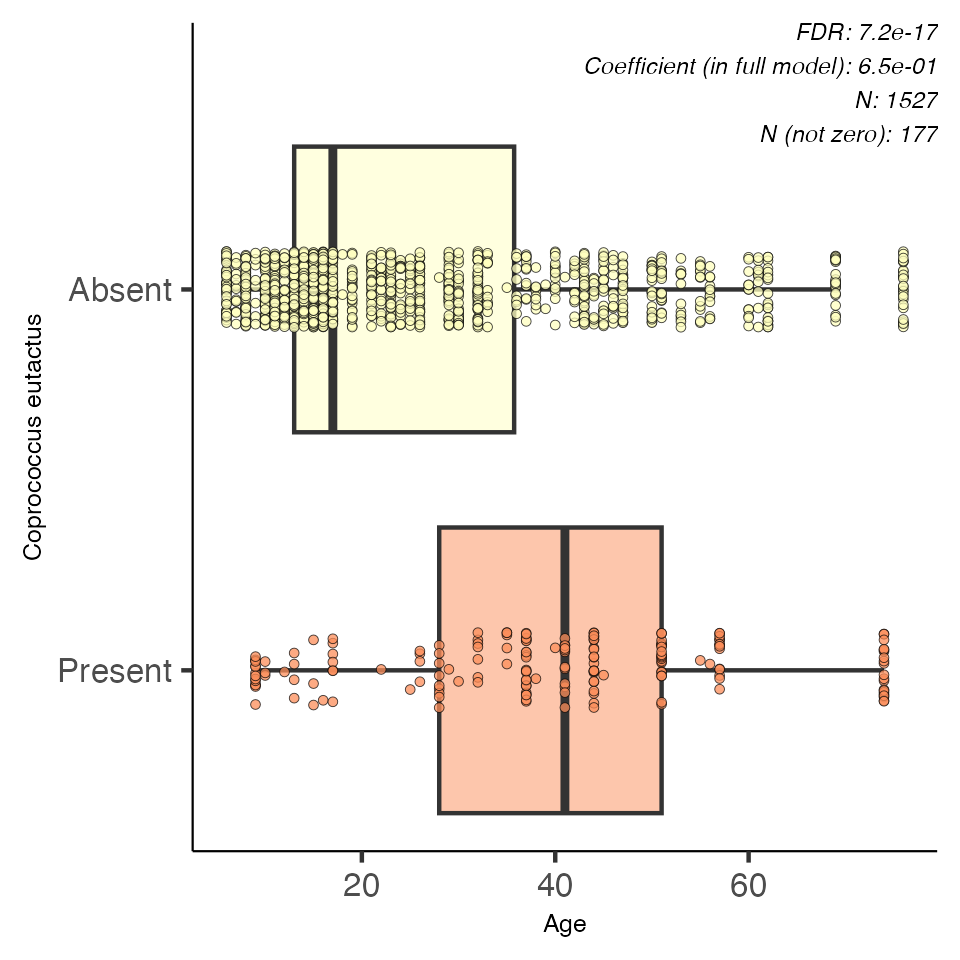 FDR: 7.2e-17
Coefficient (in full model): 6.5e-01
N: 1527
N (not zero): 177
Coprococcus eutactus
Absent
Present
20 40 60
Age